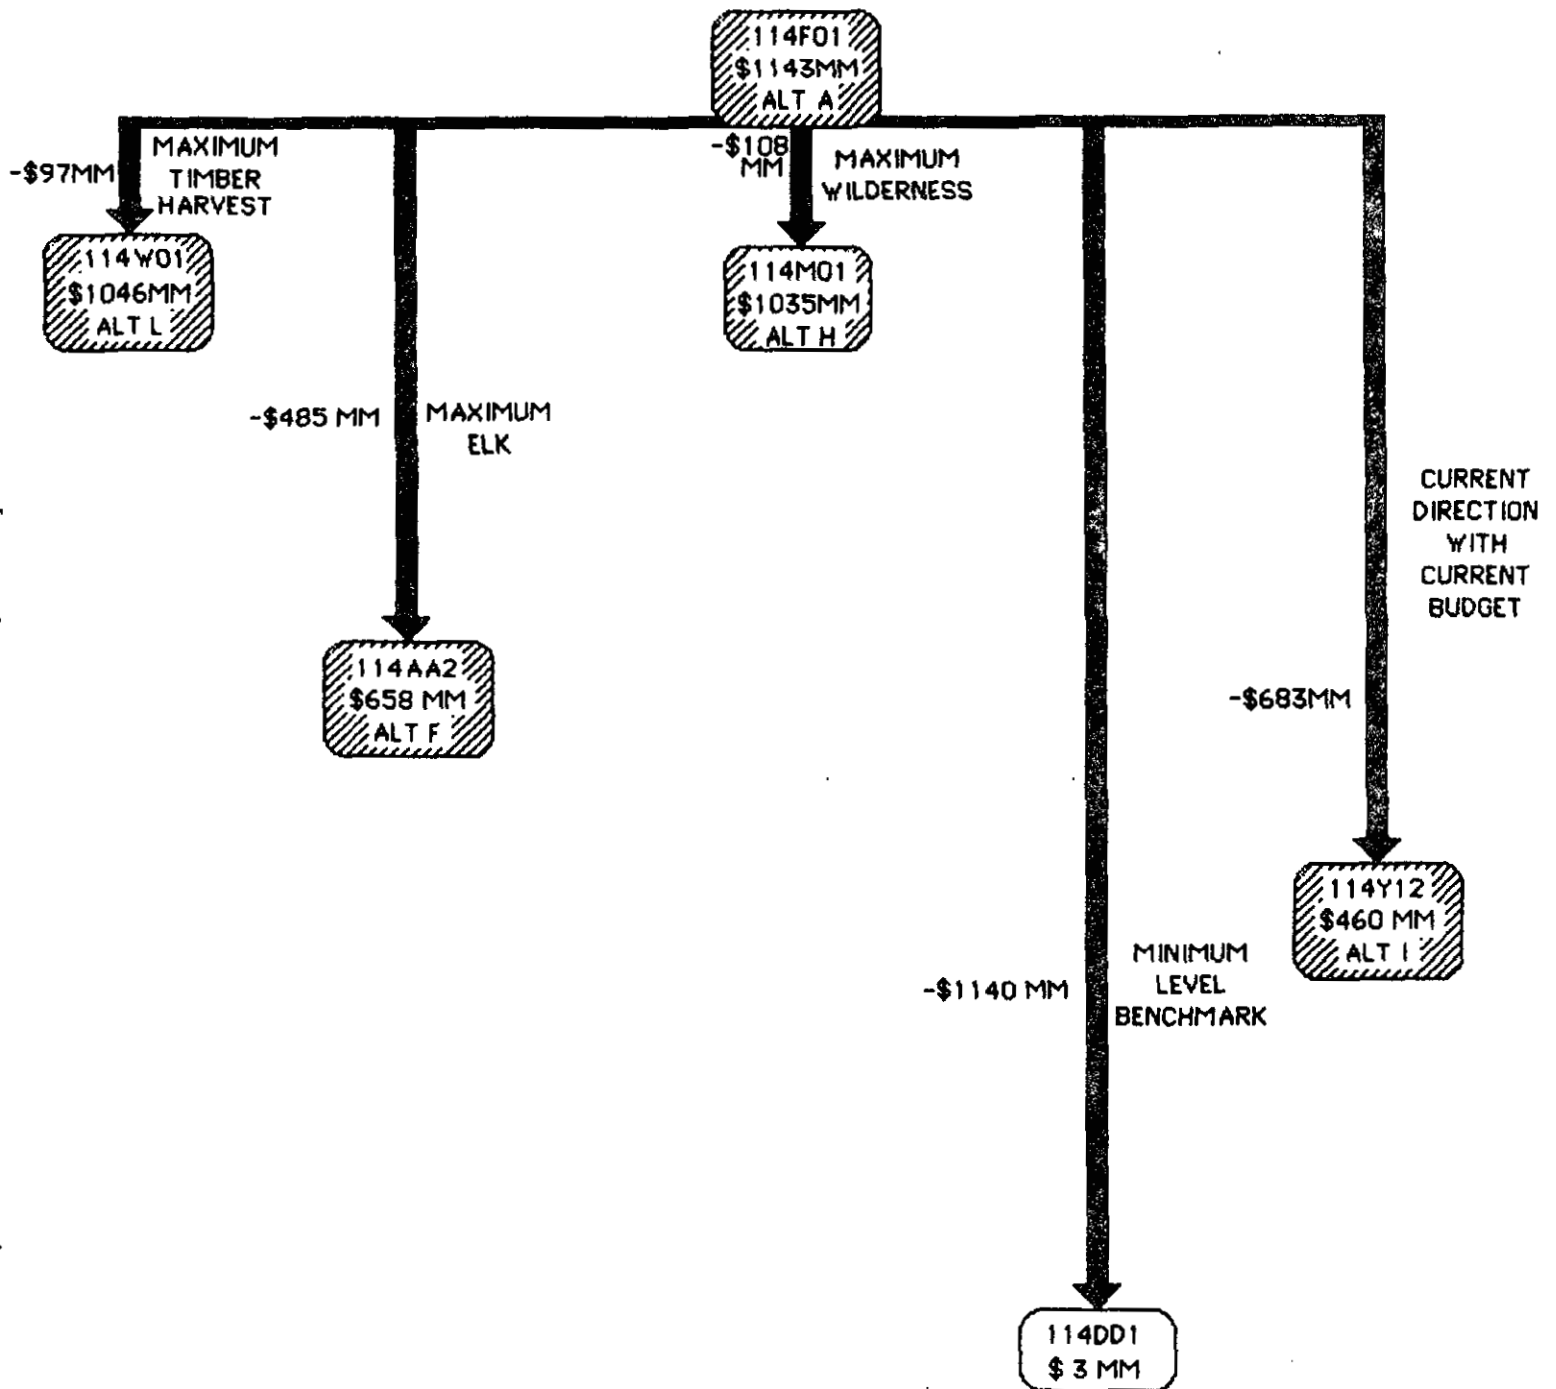 114F01
$1143MM
ALT A
-$97MM
MAXIMUM
TIMBER
HARVEST
-$108
MM
MAXIMUM
WILDERNESS
114W01
$1046MM
ALT L
114M01
$1035MM
ALT H
-$485 MM
MAXIMUM
ELK
CURRENT
DIRECTION
WITH
CURRENT
BUDGET
114AA2
$658 MM
ALT F
-$683MM
114Y12
$460 MM
ALT I
-$1140 MM
MINIMUM
LEVEL
BENCHMARK
114DD1
$ 3 MM